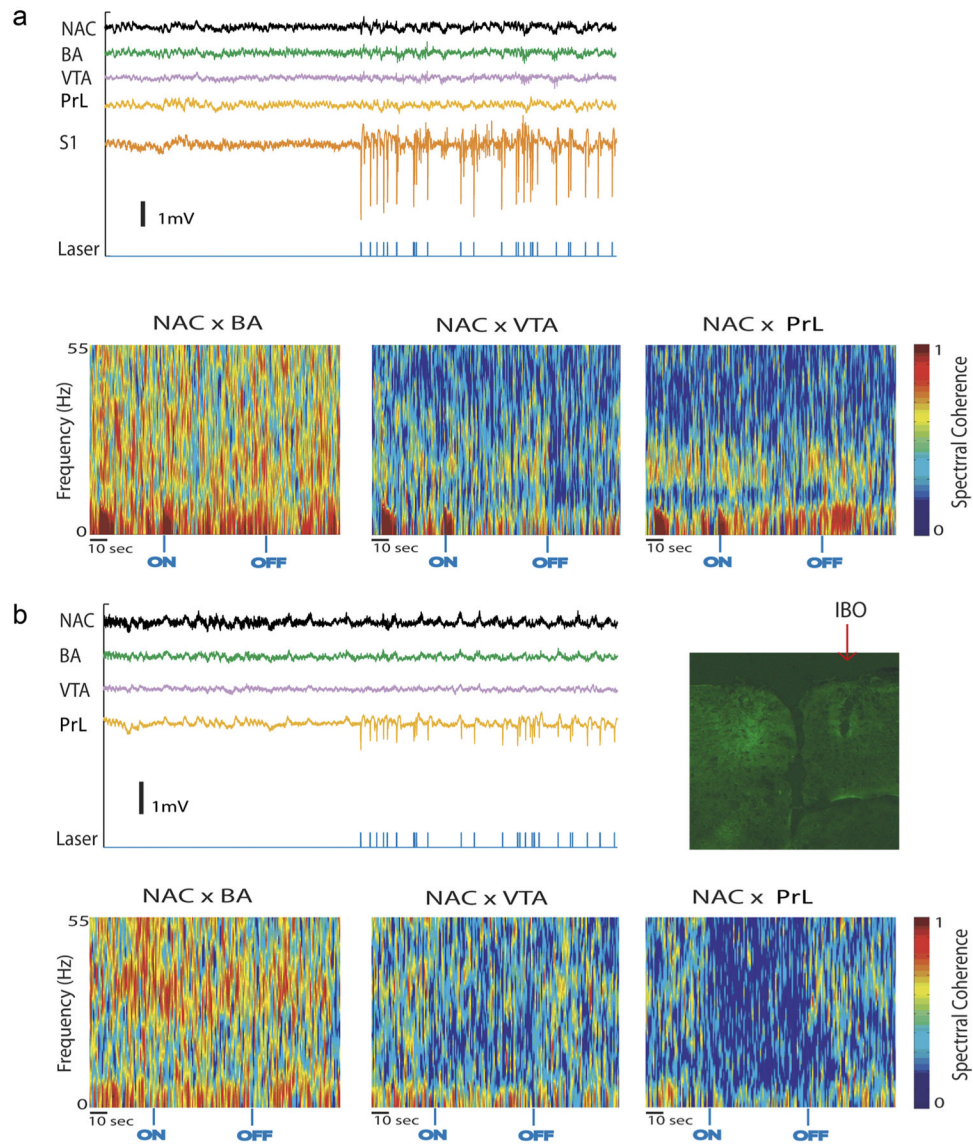 a
NAC
BA
VTA
PrL
S1
1mV
Laser
NAC x BA
NAC x VTA
NAC x PrL
55
Frequency (Hz)
0
10 sec
ON
OFF
10 sec
ON
OFF
10 sec
ON
OFF
1
Spectrral Coherence
0
b
NAC
BA
VTA
PrL
1mV
Laser
IBO
NAC x BA
NAC x VTA
NAC x PrL
55
Frequency (Hz)
0
10 sec
ON
OFF
10 sec
ON
OFF
10 sec
ON
OFF
1
Spectrral Coherence
0